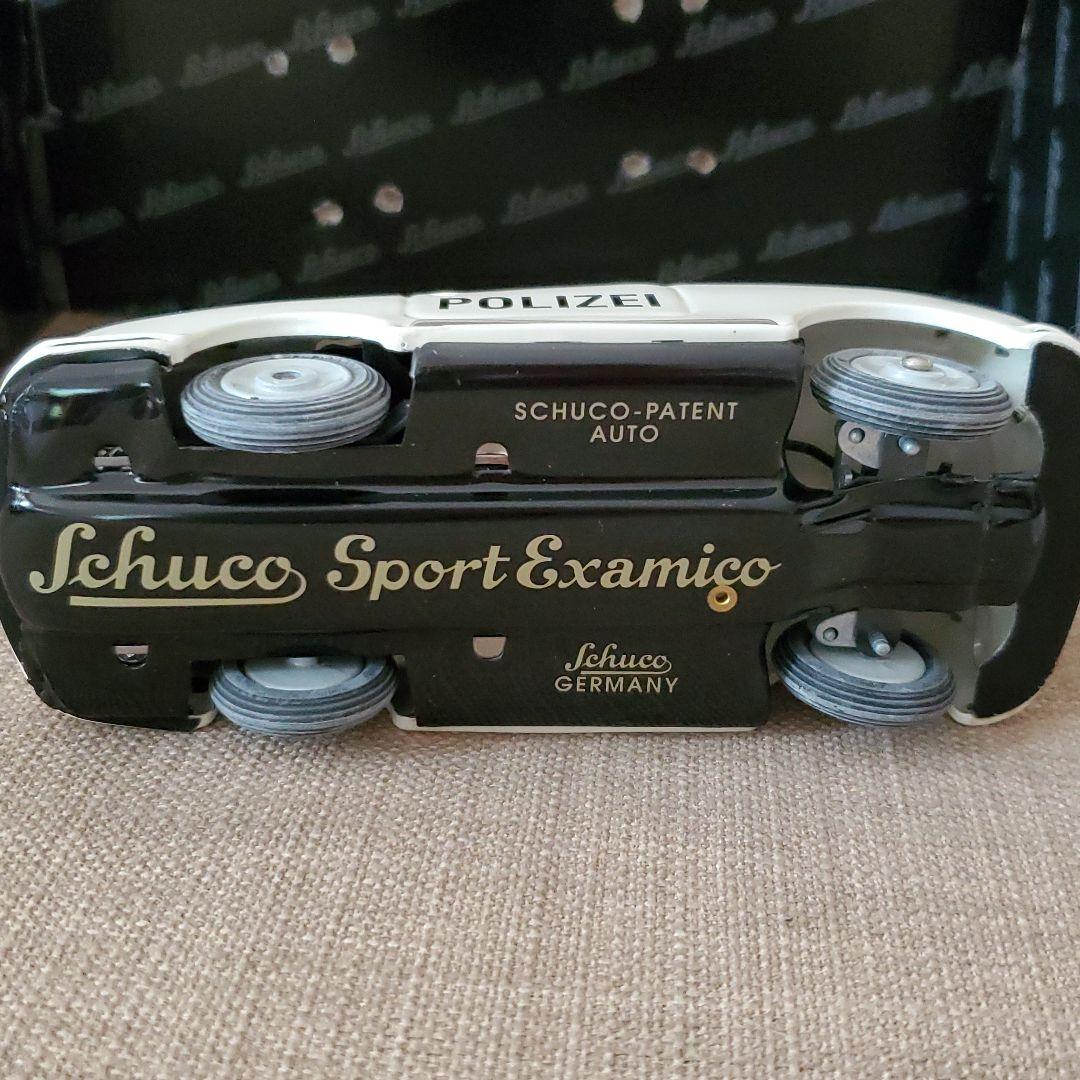 POLIZEI
SCHUCO-PATENT
AUTO
Schuco Sport Examico
Schuco
GERMANY